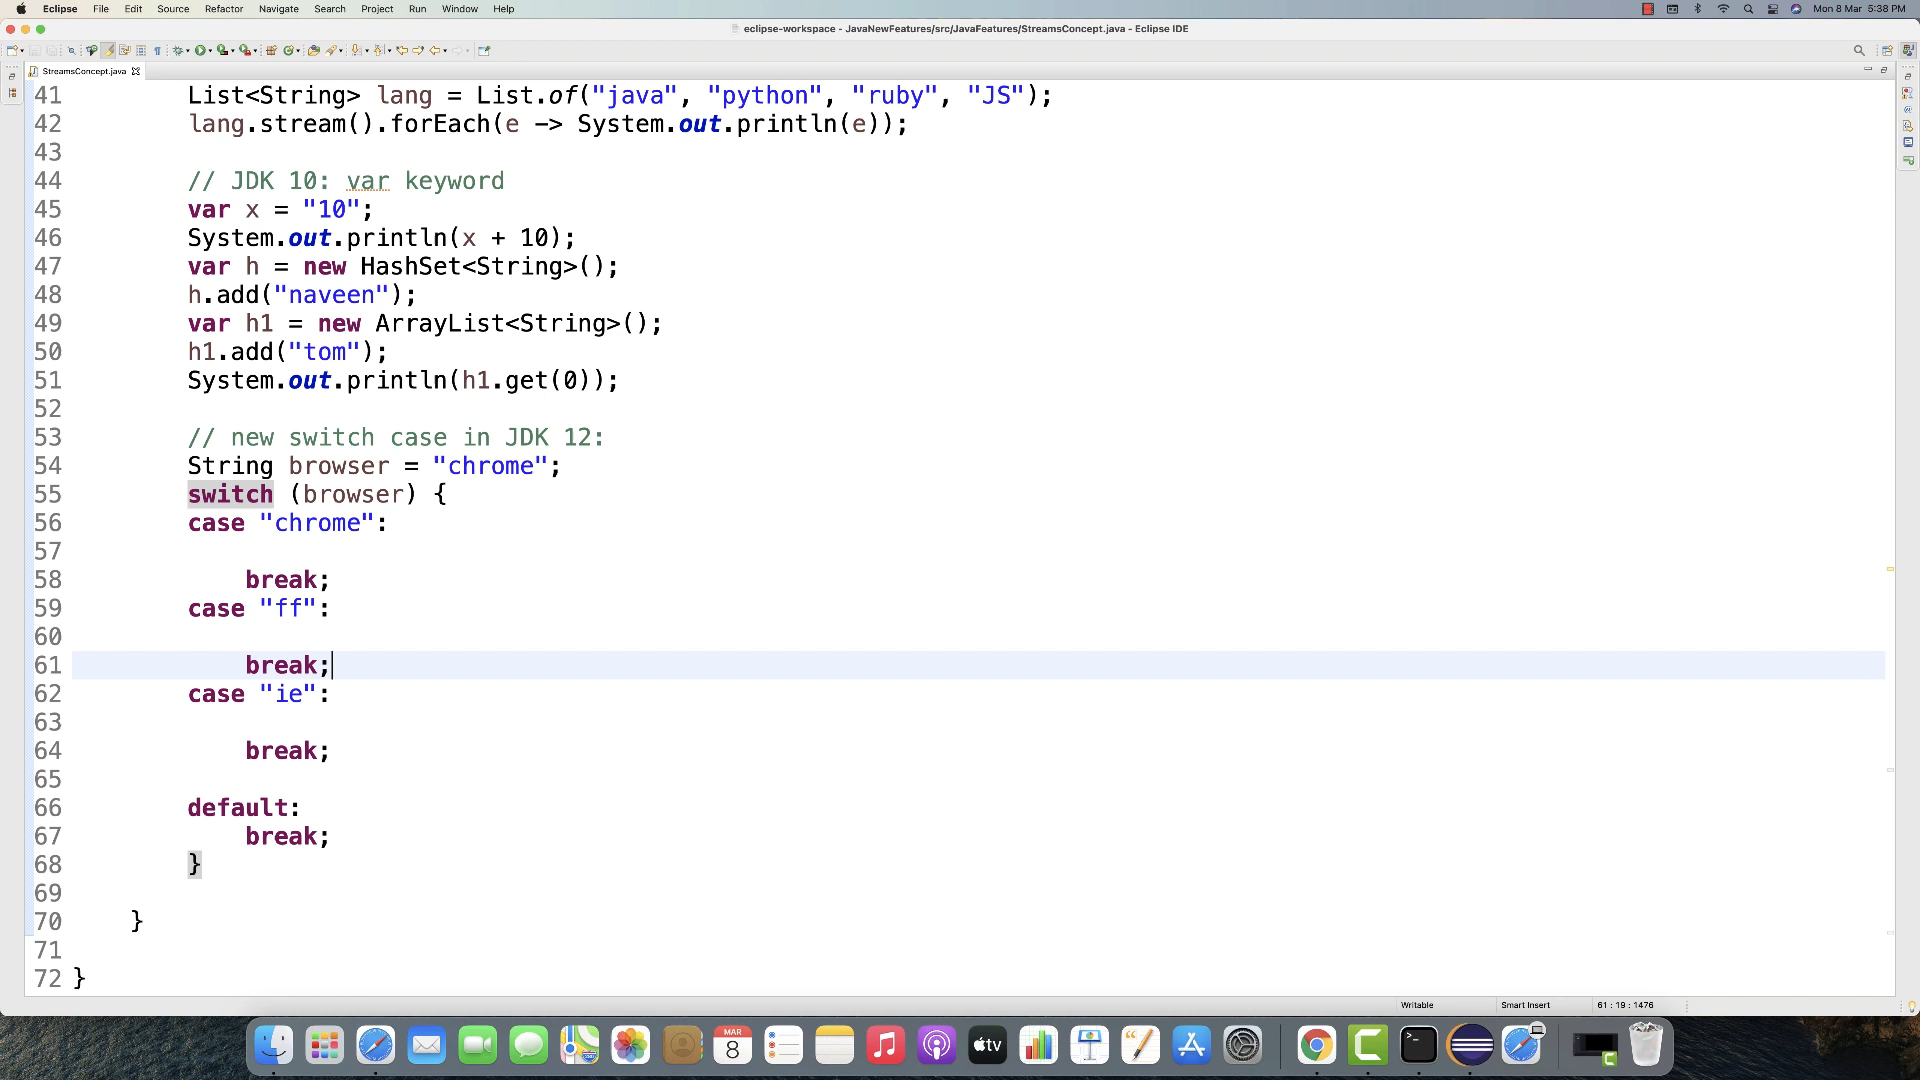 Eclipse File Edit Source Refactor Navigate Search Project Run Window Help Mon 8 Mar 5:38 PM
eclipse-workspace - JavaNewFeatures/src/JavaFeatures/StreamsConcept.java - Eclipse IDE
StreamsConcept.java
41 List<String> lang = List.of("java", "python", "ruby", "JS");
42 lang.stream().forEach(e -> System.out.println(e));
43
44 // JDK 10: var keyword
45 var x = "10";
46 System.out.println(x + 10);
47 var h = new HashSet<String>();
48 h.add("naveen");
49 var h1 = new ArrayList<String>();
50 h1.add("tom");
51 System.out.println(h1.get(0));
52
53 // new switch case in JDK 12:
54 String browser = "chrome";
55 switch (browser) {
56 case "chrome":
57
58 break;
59 case "ff":
60
61 break;
62 case "ie":
63
64 break;
65
66 default:
67 break;
68 }
69
70 }
71
72 }
Writable Smart Insert 61 : 19 : 1476
MAR
8
tv